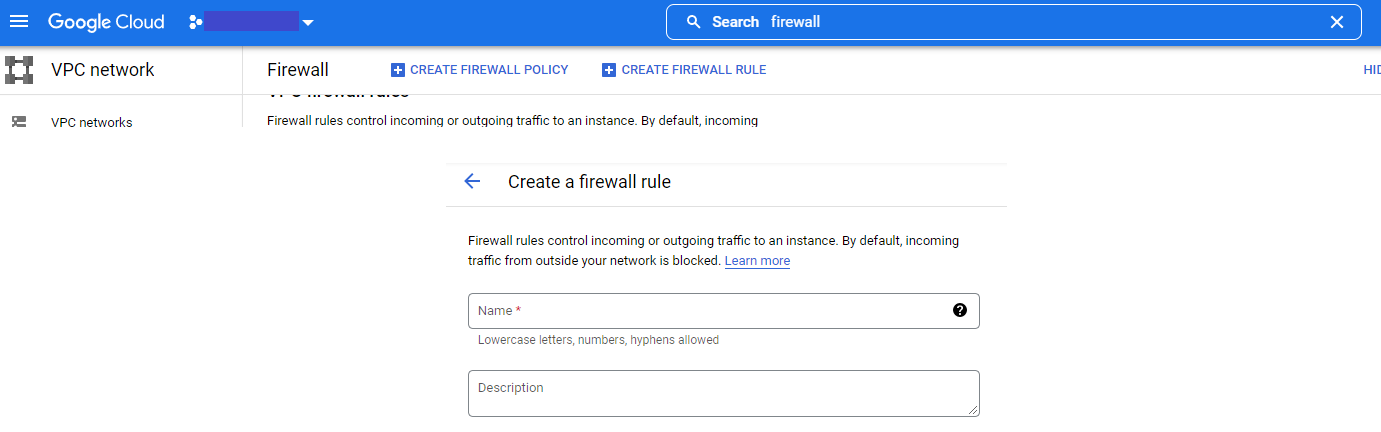 Google Cloud
Search firewall
VPC network
Firewall
CREATE FIREWALL POLICY
CREATE FIREWALL RULE
HID
VPC firewall rules
VPC networks
Firewall rules control incoming or outgoing traffic to an instance. By default, incoming
Create a firewall rule
Firewall rules control incoming or outgoing traffic to an instance. By default, incoming
traffic from outside your network is blocked. Learn more
Name *
Lowercase letters, numbers, hyphens allowed
Description